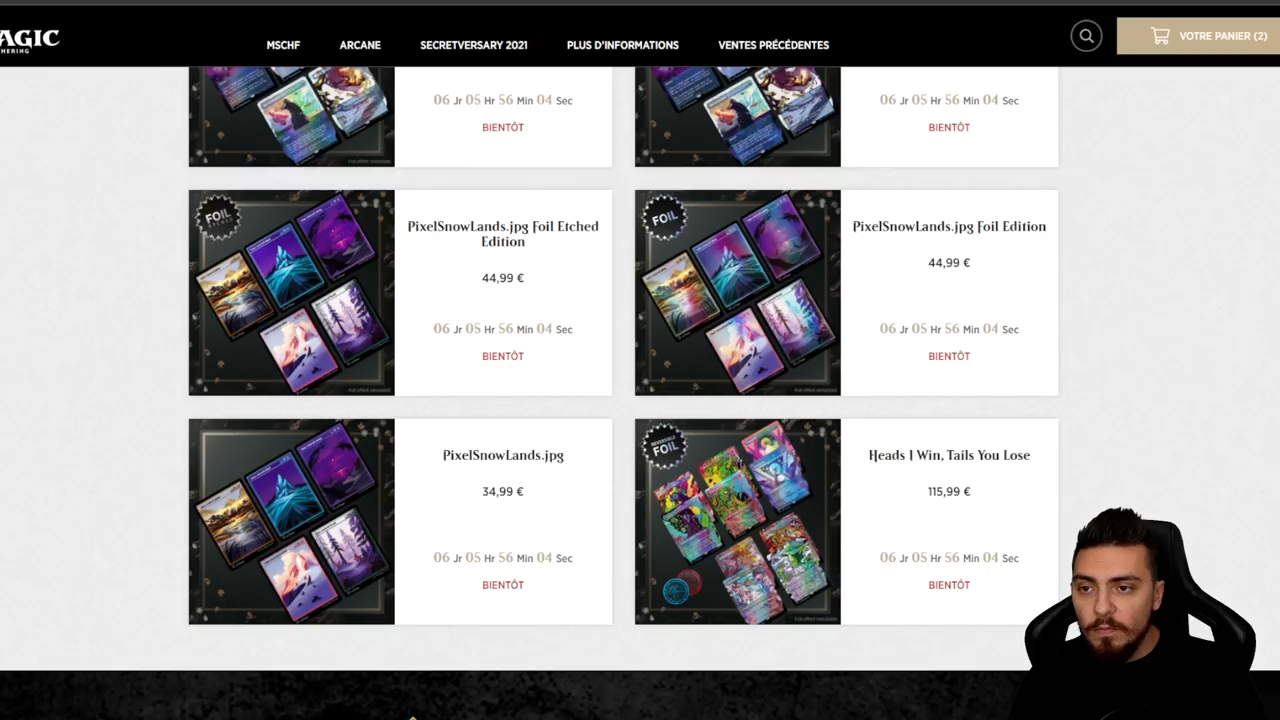 AGIC
HERING
MSCHF
ARCANE
SECRETVERSARY 2021
PLUS D'INFORMATIONS
VENTES PRÉCÉDENTES
VOTRE PANIER (2)
06 Jr 05 Hr 56 Min 04 Sec
BIENTÔT
06 Jr 05 Hr 56 Min 04 Sec
BIENTÔT
FOIL
ETCHED
PixelSnowLands.jpg Foil Etched
Edition
44,99 €
06 Jr 05 Hr 56 Min 04 Sec
BIENTÔT
FOIL
PixelSnowLands.jpg Foil Edition
44,99 €
06 Jr 05 Hr 56 Min 04 Sec
BIENTÔT
PixelSnowLands.jpg
34,99 €
06 Jr 05 Hr 56 Min 04 Sec
BIENTÔT
REVERSIBLE
FOIL
Heads I Win, Tails You Lose
115,99 €
06 Jr 05 Hr 56 Min 04 Sec
BIENTÔT